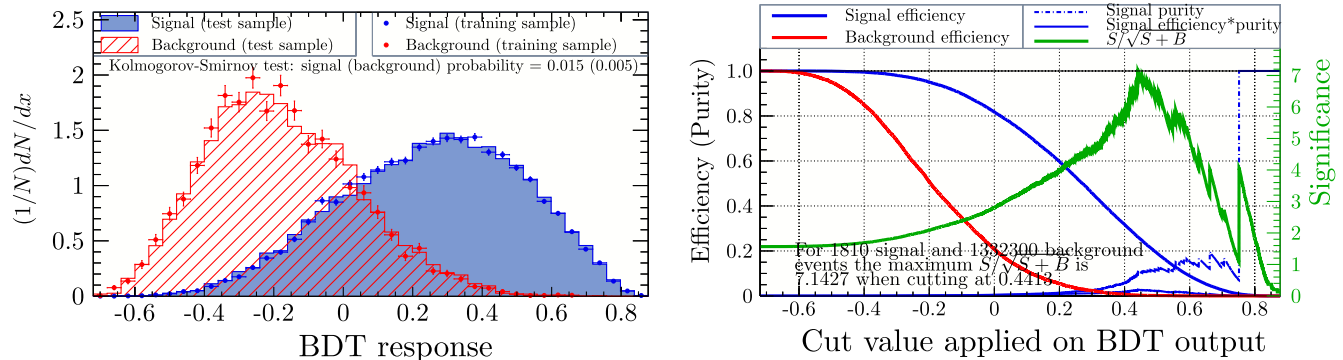 Signal (test sample)
Background (test sample)
Signal (training sample)
Background (training sample)
Kolmogorov-Smirnov test: signal (background) probability = 0.015 (0.005)
(1/N)dN/dx
2.5
2
1.5
1
0.5
0
-0.6 -0.4 -0.2 0 0.2 0.4 0.6 0.8
BDT response
Signal efficiency
Background efficiency
Signal purity
Signal efficiency*purity
S/√S + B
Efficiency (Purity)
1.0
0.8
0.6
0.4
0.2
0
For 1810 signal and 1332300 background
events the maximum S/√S + B is
7.1427 when cutting at 0.4413
-0.6 -0.4 -0.2 0 0.2 0.4 0.6 0.8
Cut value applied on BDT output
7
6
5
4
3
2
1
0
Significance